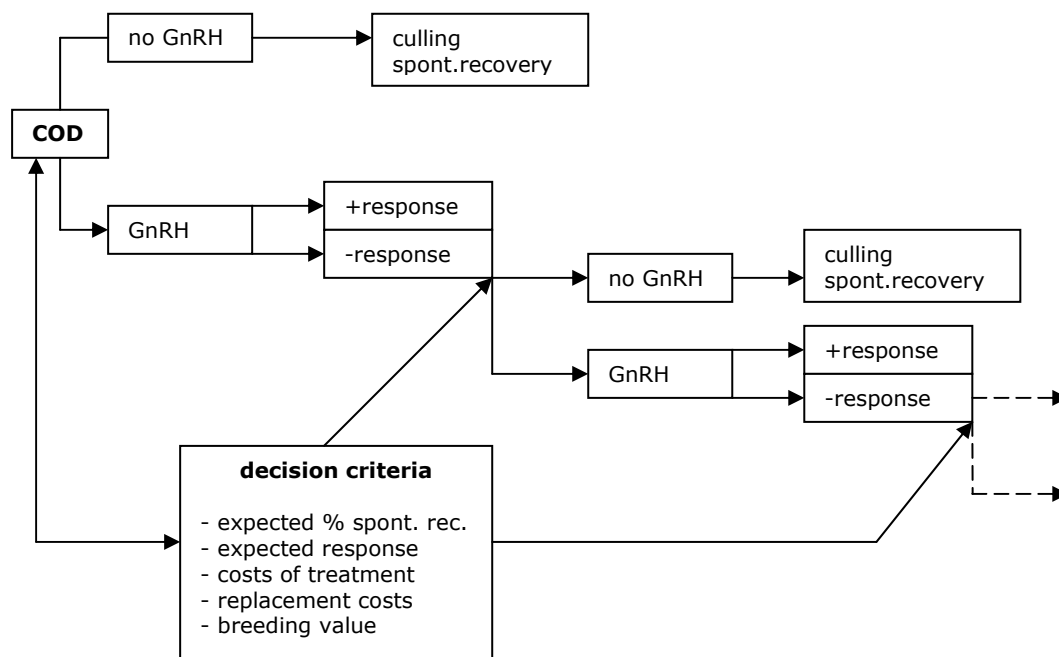 no GnRH
culling
spont.recovery
COD
GnRH
+response
-response
no GnRH
culling
spont.recovery
GnRH
+response
-response
decision criteria
- expected % spont. rec.
- expected response
- costs of treatment
- replacement costs
- breeding value